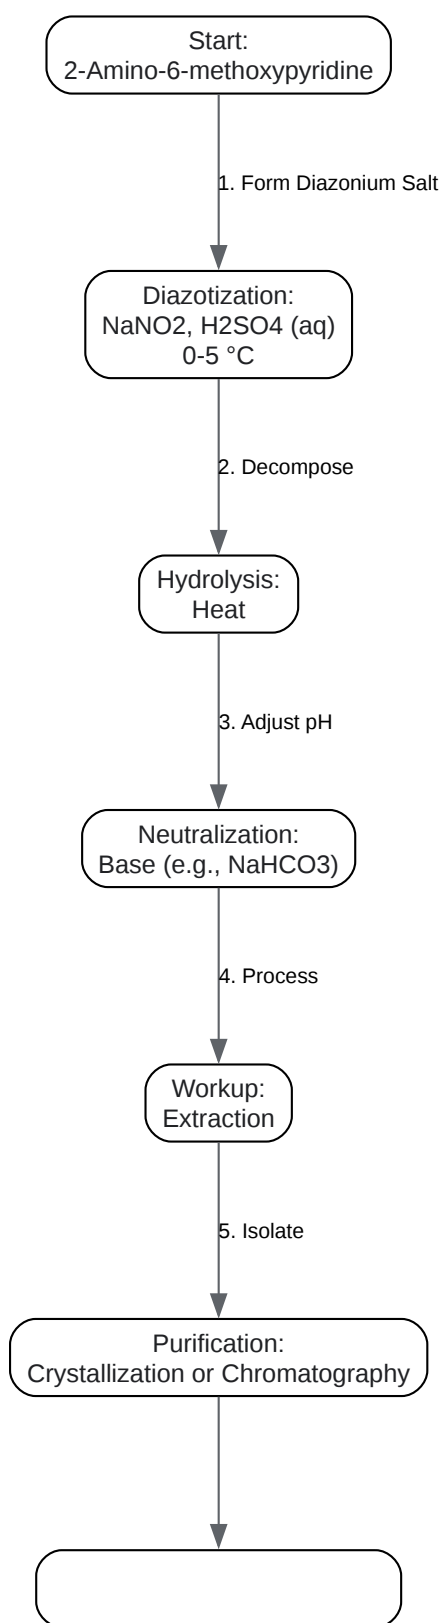 Start:
2-Amino-6-methoxypyridine
1. Form Diazonium Salt
Diazotization:
NaNO2, H2SO4 (aq)
0-5 °C
2. Decompose
Hydrolysis:
Heat
3. Adjust pH
Neutralization:
Base (e.g., NaHCO3)
4. Process
Workup:
Extraction
5. Isolate
Purification:
Crystallization or Chromatography